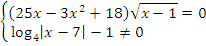 (25x − 3x² + 18)√x − 1 = 0
log₄|x − 7| − 1 ≠ 0